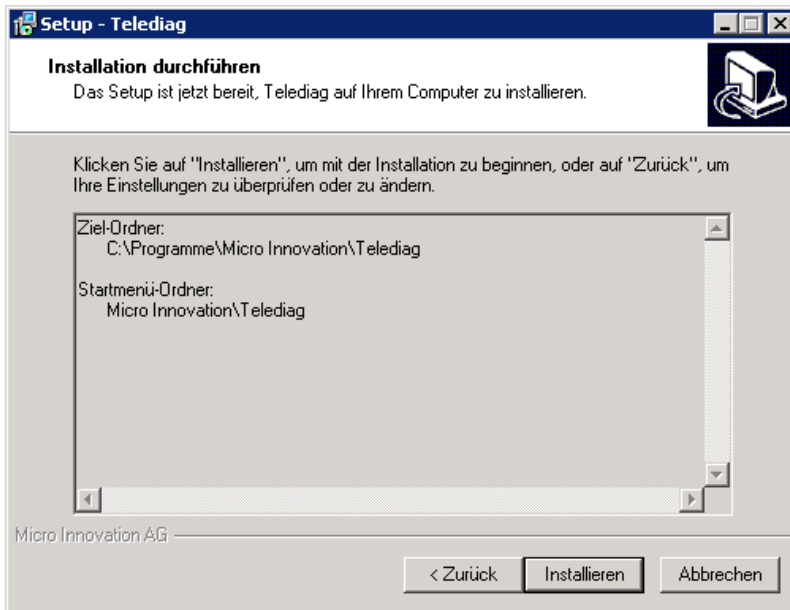 Setup - Telediag
Installation durchführen
Das Setup ist jetzt bereit, Telediag auf Ihrem Computer zu installieren.
Klicken Sie auf "Installieren", um mit der Installation zu beginnen, oder auf "Zurück", um
Ihre Einstellungen zu überprüfen oder zu ändern.
Ziel-Ordner:
C:\Programme\Micro Innovation\Telediag
Startmenü-Ordner:
Micro Innovation\Telediag
Micro Innovation AG
< Zurück Installieren Abbrechen